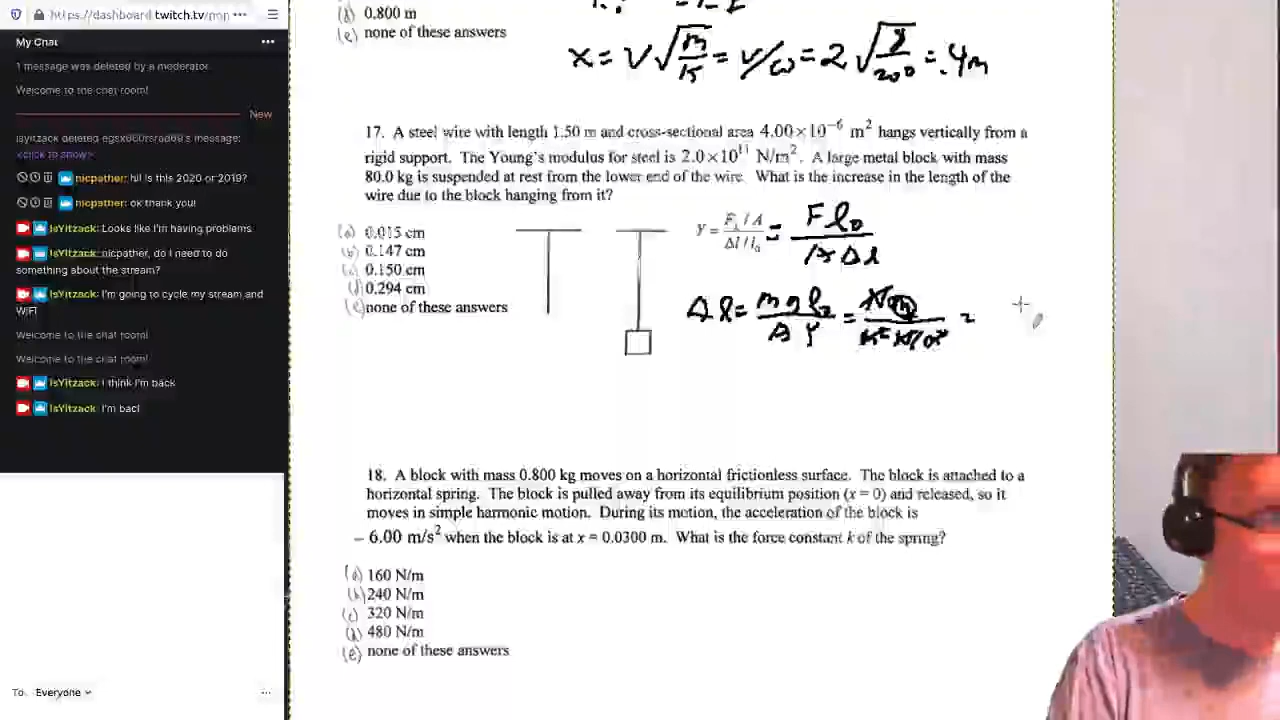 https://dashboard.twitch.tv/pop
My Chat
1 message was deleted by a moderator.
Welcome to the chat room!
New
<click to show>
nicpather: hi! Is this 2020 or 2019?
nicpather: ok thank you!
IsYitzack: Looks like I'm having problems.
IsYitzack: nicpather, do I need to do
something about the stream?
IsYitzack: I'm going to cycle my stream and
WiFi
Welcome to the chat room!
Welcome to the chat room!
IsYitzack: I think I'm back
IsYitzack: I'm back
To: Everyone
0.800 m
(e) none of these answers
x = v√(m/k) = v/ω = 2√(8/200) = .4m
17. A steel wire with length 1.50 m and cross-sectional area 4.00×10⁻⁶ m² hangs vertically from a
rigid support. The Young's modulus for steel is 2.0×10¹¹ N/m². A large metal block with mass
80.0 kg is suspended at rest from the lower end of the wire. What is the increase in the length of the
wire due to the block hanging from it?
(a) 0.015 cm
(b) 0.147 cm
(c) 0.150 cm
(d) 0.294 cm
(e) none of these answers
Y = (F⊥ / A) / (Δl / l₀) = F l₀ / A Δl
Δl = m g l₀ / A Y =
18. A block with mass 0.800 kg moves on a horizontal frictionless surface. The block is attached to a
horizontal spring. The block is pulled away from its equilibrium position (x = 0) and released, so it
moves in simple harmonic motion. During its motion, the acceleration of the block is
– 6.00 m/s² when the block is at x = 0.0300 m. What is the force constant k of the spring?
(a) 160 N/m
(b) 240 N/m
(c) 320 N/m
(d) 480 N/m
(e) none of these answers